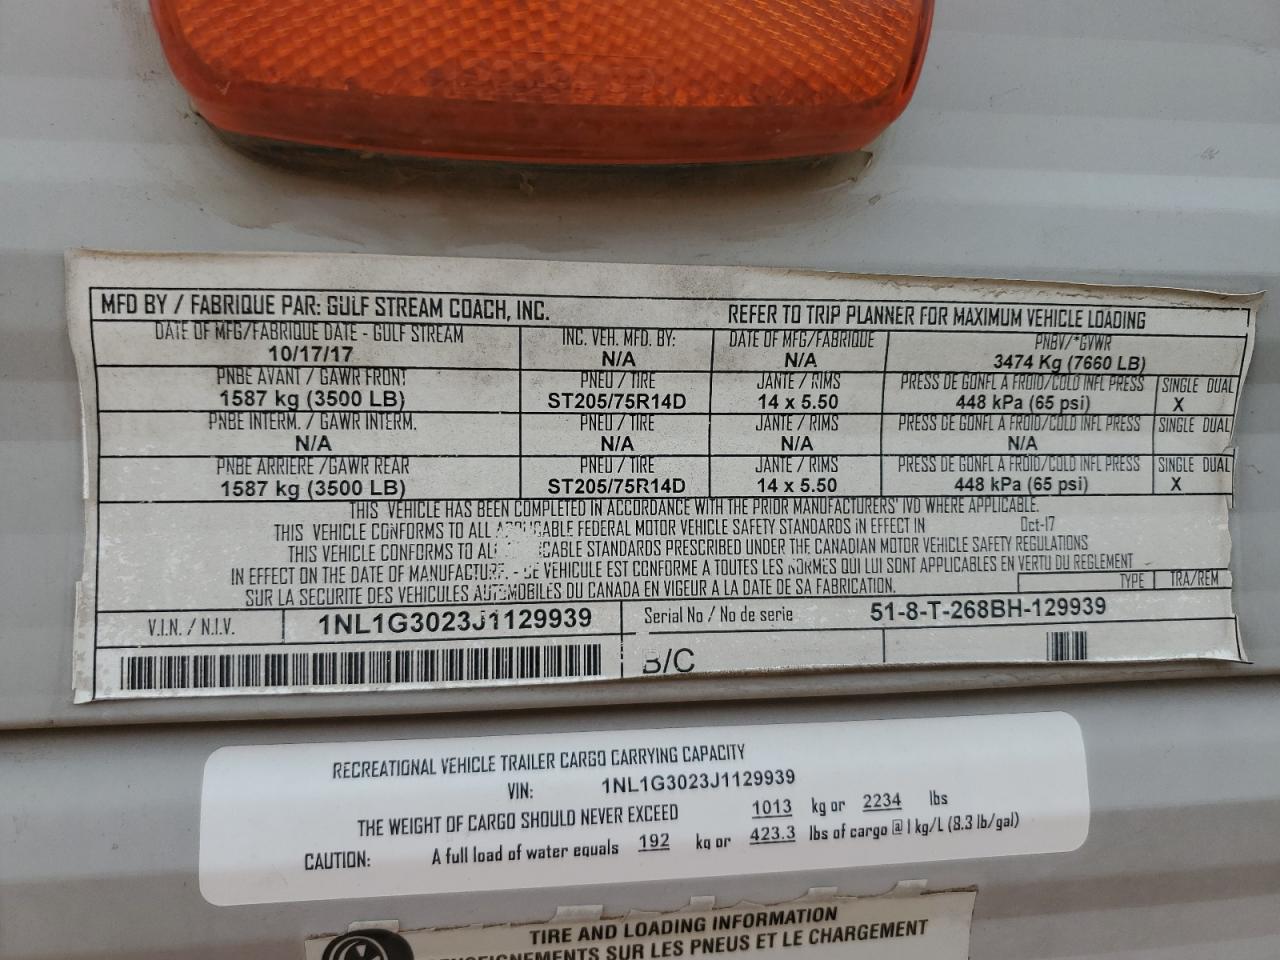 MFD BY / FABRIQUE PAR: GULF STREAM COACH, INC. REFER TO TRIP PLANNER FOR MAXIMUM VEHICLE LOADING
DATE OF MFG/FABRIQUE DATE - GULF STREAM INC. VEH. MFD. BY: DATE OF MFG/FABRIQUE PNBV/*GVWR
10/17/17 N/A N/A 3474 Kg (7660 LB)
PNBE AVANT / GAWR FRONT PNEU / TIRE JANTE / RIMS PRESS DE GONFL A FROID/COLD INFL PRESS SINGLE DUAL
1587 kg (3500 LB) ST205/75R14D 14 x 5.50 448 kPa (65 psi) X
PNBE INTERM. / GAWR INTERM. PNEU / TIRE JANTE / RIMS PRESS DE GONFL A FROID/COLD INFL PRESS SINGLE DUAL
N/A N/A N/A N/A
PNBE ARRIERE /GAWR REAR PNEU / TIRE JANTE / RIMS PRESS DE GONFL A FROID/COLD INFL PRESS SINGLE DUAL
1587 kg (3500 LB) ST205/75R14D 14 x 5.50 448 kPa (65 psi) X
THIS VEHICLE HAS BEEN COMPLETED IN ACCORDANCE WITH THE PRIOR MANUFACTURERS' IVD WHERE APPLICABLE.
THIS VEHICLE CONFORMS TO ALL APPLICABLE FEDERAL MOTOR VEHICLE SAFETY STANDARDS IN EFFECT IN Oct-17
THIS VEHICLE CONFORMS TO STANDARDS PRESCRIBED UNDER THE CANADIAN MOTOR VEHICLE SAFETY REGULATIONS
IN EFFECT ON THE DATE OF MANUFACTURE. - CE VEHICULE EST CONFORME A TOUTES LES NORMES QUI LUI SONT APPLICABLES EN VERTU DU REGLEMENT
SUR LA SECURITE DES VEHICULES AUTOMOBILES DU CANADA EN VIGEUR A LA DATE DE SA FABRICATION. TYPE TRA/REM
V.I.N. / N.I.V. 1NL1G3023J1129939 Serial No / No de serie 51-8-T-268BH-129939
B/C
RECREATIONAL VEHICLE TRAILER CARGO CARRYING CAPACITY
VIN: 1NL1G3023J1129939
THE WEIGHT OF CARGO SHOULD NEVER EXCEED 1013 kg or 2234 lbs
CAUTION: A full load of water equals 192 kg or 423.3 lbs of cargo @ 1 kg/L (8.3 lb/gal)
TIRE AND LOADING INFORMATION
SUR LES PNEUS ET LE CHARGEMENT